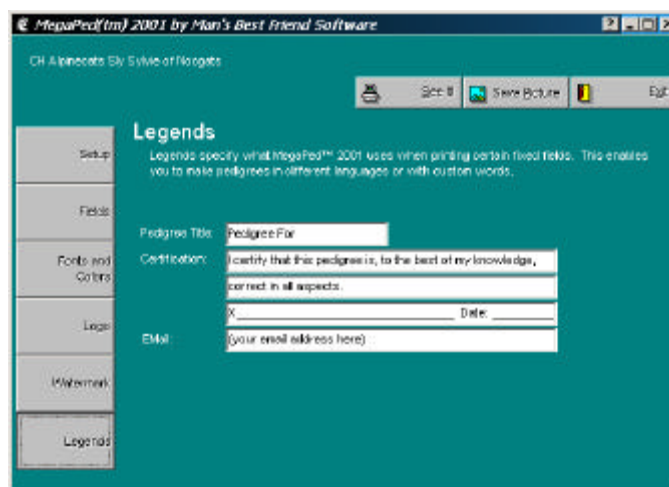 MegaPed(tm) 2001 by Man's Best Friend Software
CH Alpinecats Sly Sylvie of Nocgats
See It
Save Picture
Exit
Legends
Legends specify what MegaPed™ 2001 uses when printing certain fixed fields. This enables
you to make pedigrees in different languages or with custom words.
Setup
Fields
Fonts and
Colors
Logo
Watermark
Legends
Pedigree Title:
Pedigree For
Certification:
I certify that this pedigree is, to the best of my knowledge,
correct in all aspects.
X____________________ Date: ________
EMail:
(your email address here)